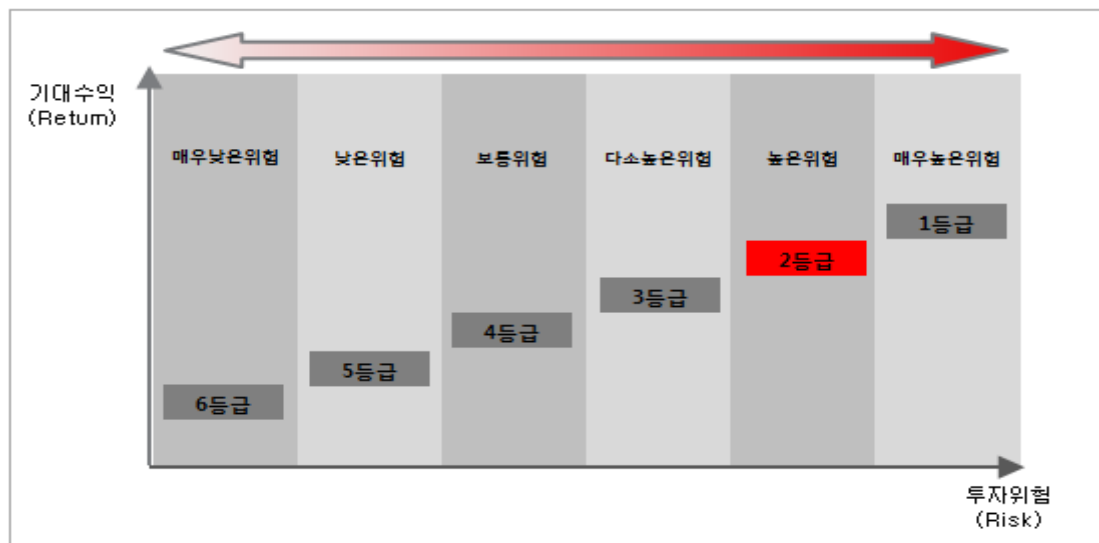 기대수익
(Return)
매우낮은위험
낮은위험
보통위험
다소높은위험
높은위험
매우높은위험
1등급
2등급
3등급
4등급
5등급
6등급
투자위험
(Risk)